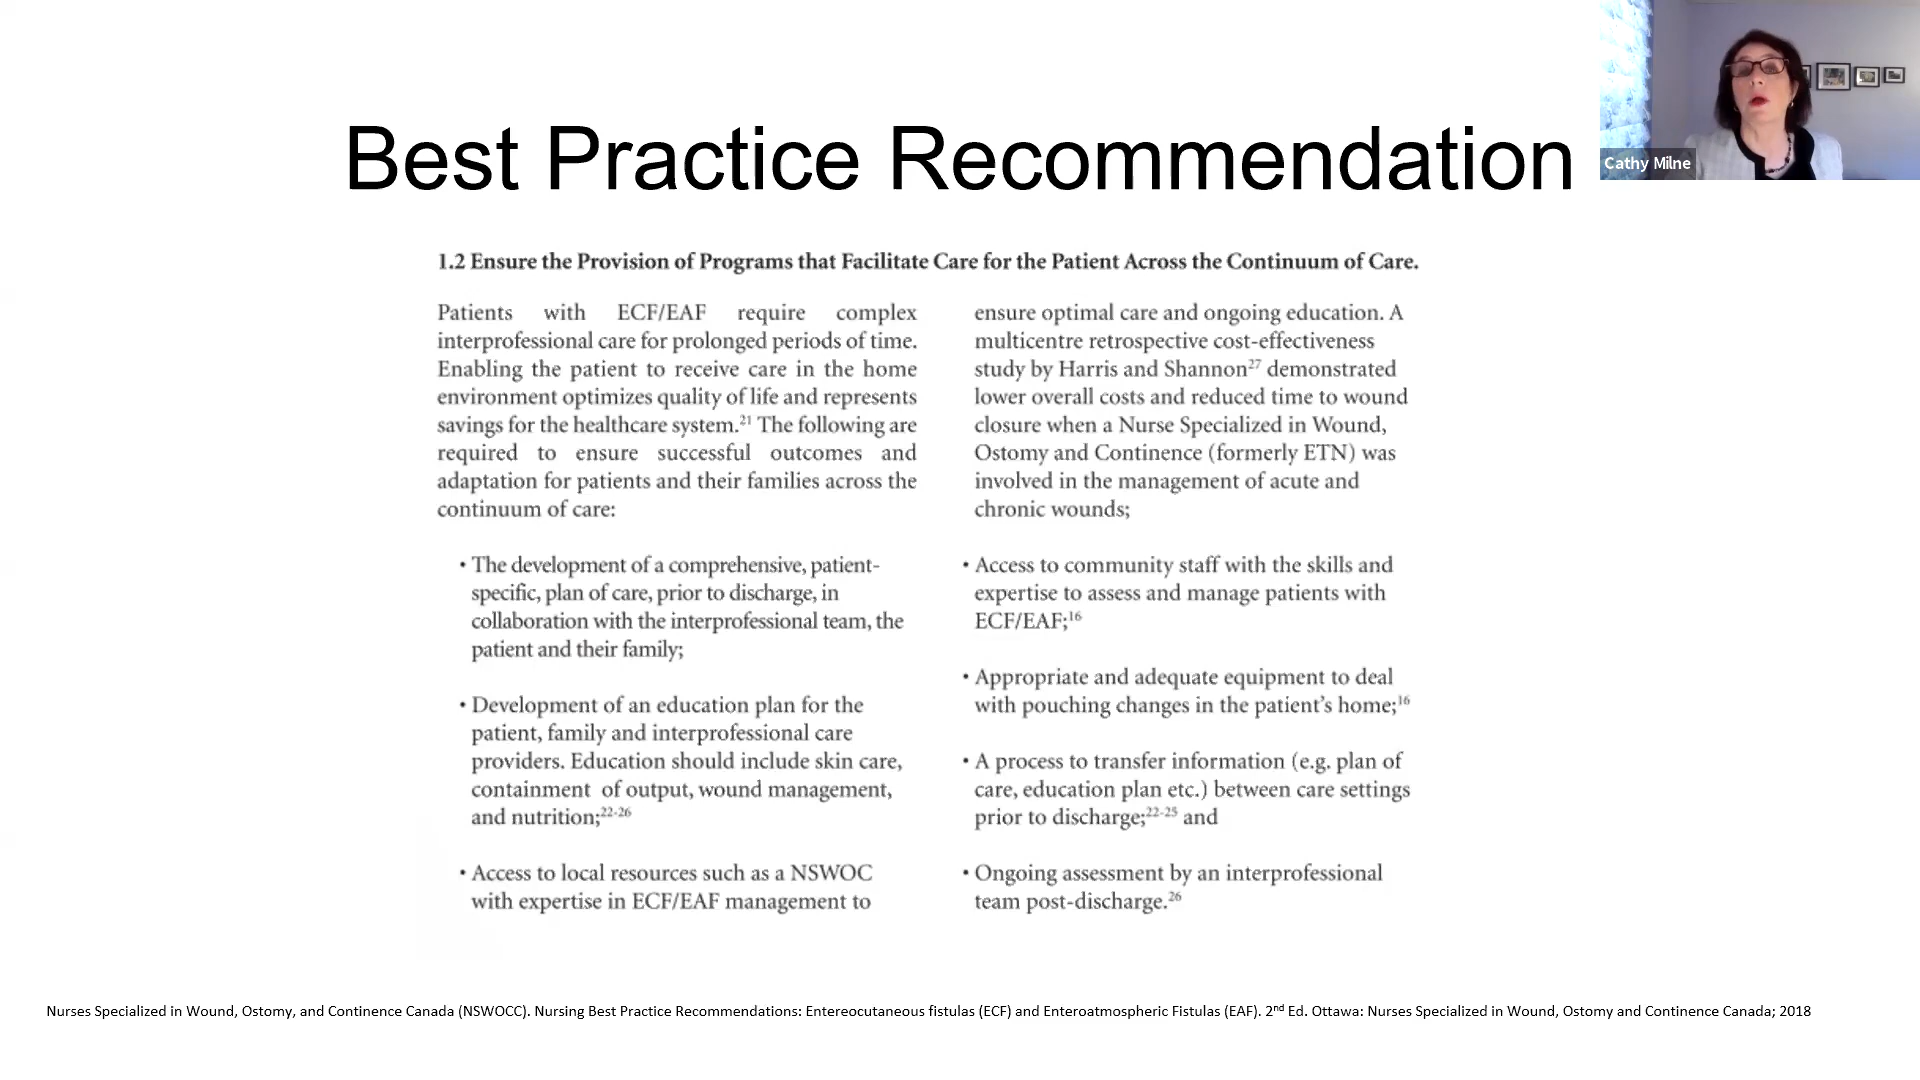 Best Practice Recommendation
Cathy Milne
1.2 Ensure the Provision of Programs that Facilitate Care for the Patient Across the Continuum of Care.
Patients with ECF/EAF require complex
interprofessional care for prolonged periods of time.
Enabling the patient to receive care in the home
environment optimizes quality of life and represents
savings for the healthcare system.21 The following are
required to ensure successful outcomes and
adaptation for patients and their families across the
continuum of care:
• The development of a comprehensive, patient-
specific, plan of care, prior to discharge, in
collaboration with the interprofessional team, the
patient and their family;
• Development of an education plan for the
patient, family and interprofessional care
providers. Education should include skin care,
containment of output, wound management,
and nutrition;22-26
• Access to local resources such as a NSWOC
with expertise in ECF/EAF management to
ensure optimal care and ongoing education. A
multicentre retrospective cost-effectiveness
study by Harris and Shannon27 demonstrated
lower overall costs and reduced time to wound
closure when a Nurse Specialized in Wound,
Ostomy and Continence (formerly ETN) was
involved in the management of acute and
chronic wounds;
• Access to community staff with the skills and
expertise to assess and manage patients with
ECF/EAF;16
• Appropriate and adequate equipment to deal
with pouching changes in the patient's home;16
• A process to transfer information (e.g. plan of
care, education plan etc.) between care settings
prior to discharge;22-25 and
• Ongoing assessment by an interprofessional
team post-discharge.26
Nurses Specialized in Wound, Ostomy, and Continence Canada (NSWOCC). Nursing Best Practice Recommendations: Entereocutaneous fistulas (ECF) and Enteroatmospheric Fistulas (EAF). 2nd Ed. Ottawa: Nurses Specialized in Wound, Ostomy and Continence Canada; 2018